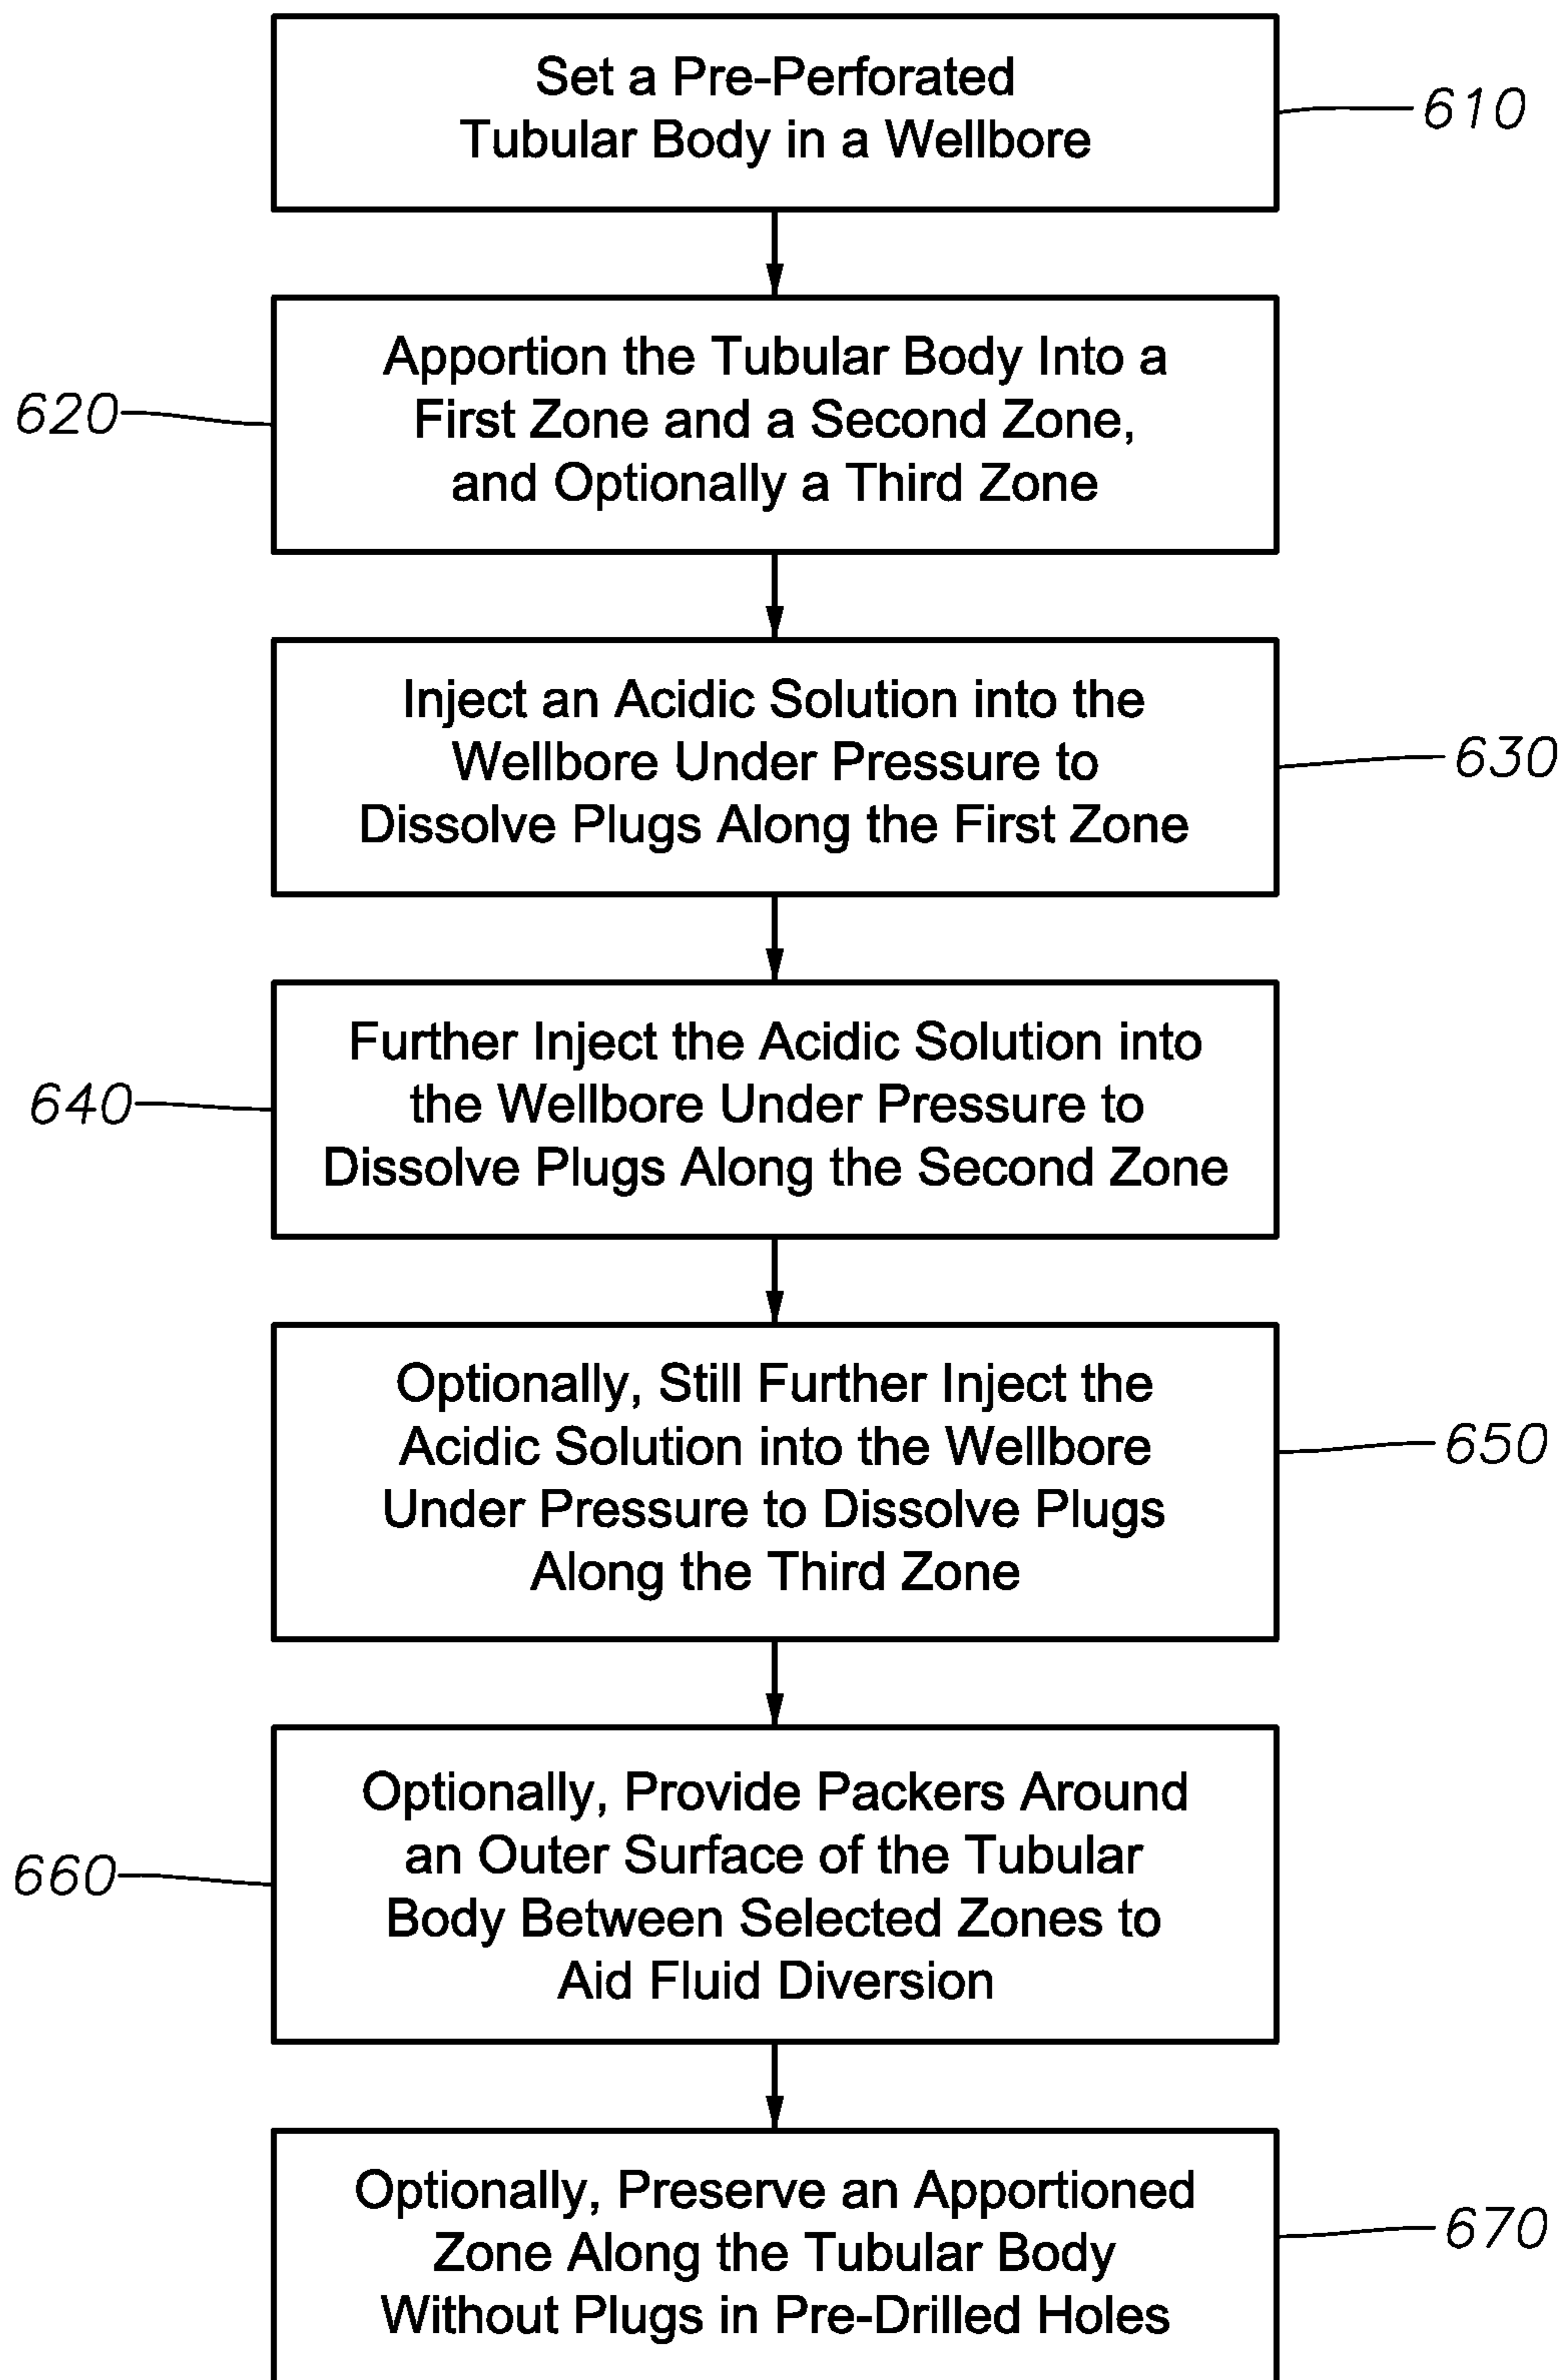 Set a Pre-Perforated
Tubular Body in a Wellbore
610
Apportion the Tubular Body Into a
First Zone and a Second Zone,
and Optionally a Third Zone
620
Inject an Acidic Solution into the
Wellbore Under Pressure to
Dissolve Plugs Along the First Zone
630
Further Inject the Acidic Solution into
the Wellbore Under Pressure to
Dissolve Plugs Along the Second Zone
640
Optionally, Still Further Inject the
Acidic Solution into the Wellbore
Under Pressure to Dissolve Plugs
Along the Third Zone
650
Optionally, Provide Packers Around
an Outer Surface of the Tubular
Body Between Selected Zones to
Aid Fluid Diversion
660
Optionally, Preserve an Apportioned
Zone Along the Tubular Body
Without Plugs in Pre-Drilled Holes
670